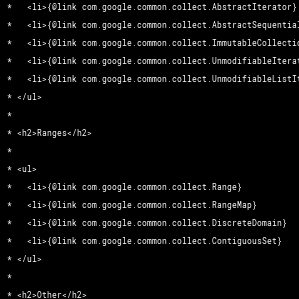 *   <li>{@link com.google.common.collect.AbstractIterator}
*   <li>{@link com.google.common.collect.AbstractSequential
*   <li>{@link com.google.common.collect.ImmutableCollectio
*   <li>{@link com.google.common.collect.UnmodifiableIterat
*   <li>{@link com.google.common.collect.UnmodifiableListIt
* </ul>
*
* <h2>Ranges</h2>
*
* <ul>
*   <li>{@link com.google.common.collect.Range}
*   <li>{@link com.google.common.collect.RangeMap}
*   <li>{@link com.google.common.collect.DiscreteDomain}
*   <li>{@link com.google.common.collect.ContiguousSet}
* </ul>
*
* <h2>Other</h2>